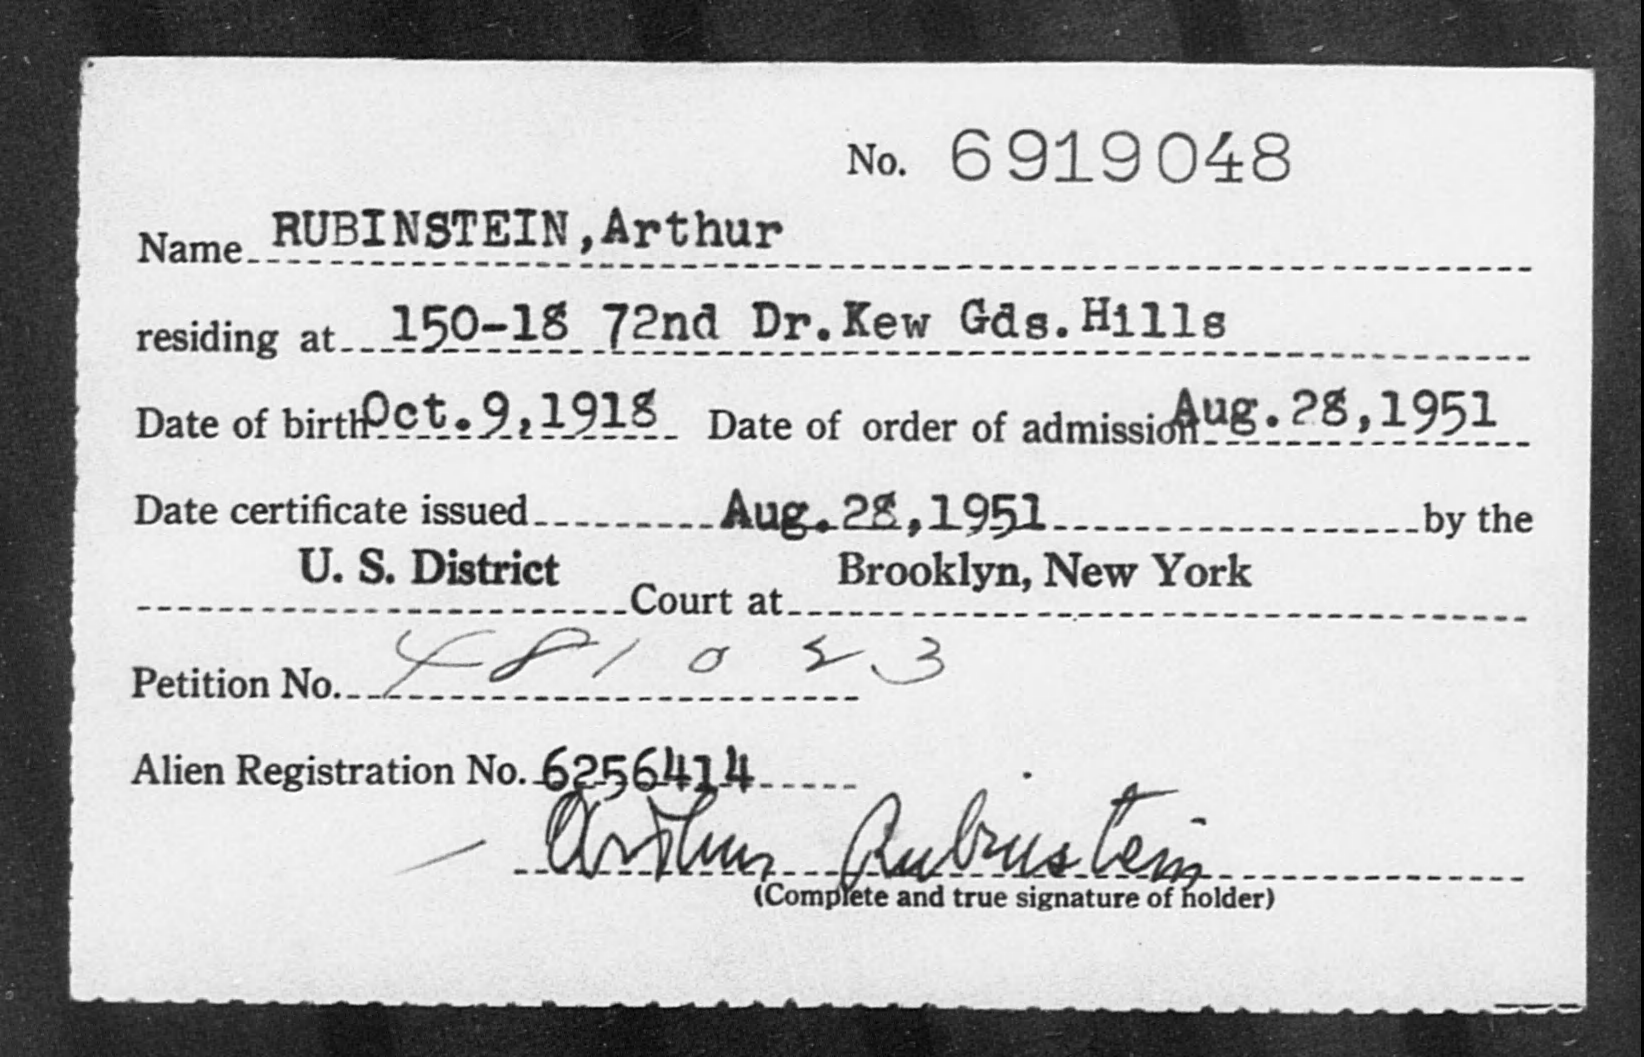 No. 6919048
Name RUBINSTEIN, Arthur
residing at 150-18 72nd Dr. Kew Gds. Hills
Date of birth Oct. 9, 1918 Date of order of admission Aug. 28, 1951
Date certificate issued Aug. 28, 1951 by the
U. S. District Court at Brooklyn, New York
Petition No. 481023
Alien Registration No. 6256414
Arthur Rubinstein
(Complete and true signature of holder)